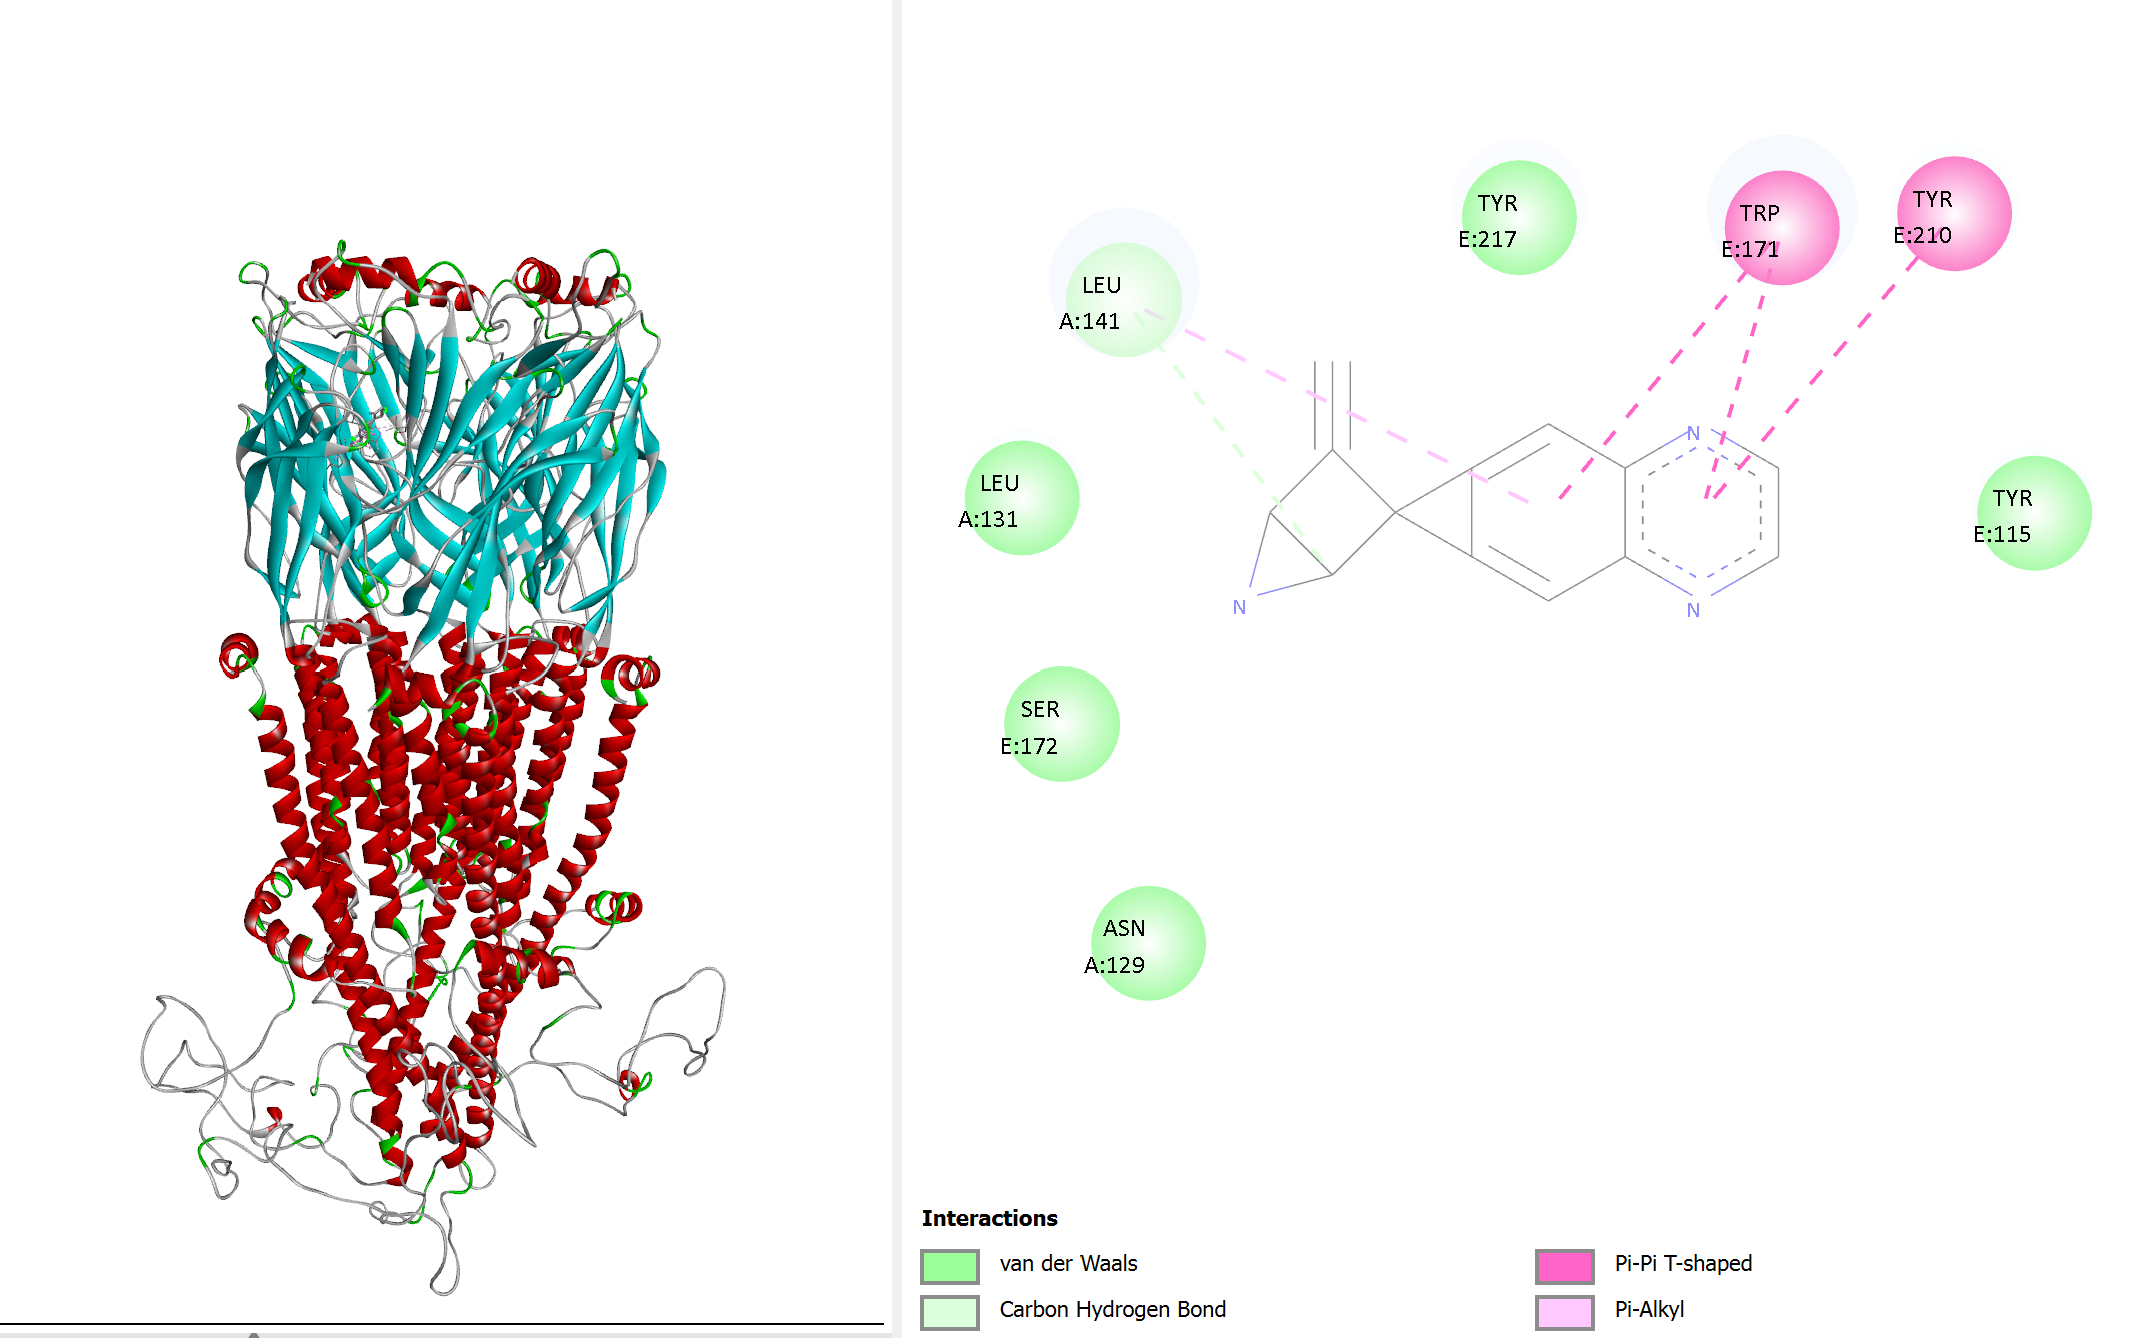 TYR
E:217
TRP
E:171
TYR
E:210
LEU
A:141
LEU
A:131
TYR
E:115
N
N
N
SER
E:172
ASN
A:129
Interactions
van der Waals
Carbon Hydrogen Bond
Pi-Pi T-shaped
Pi-Alkyl